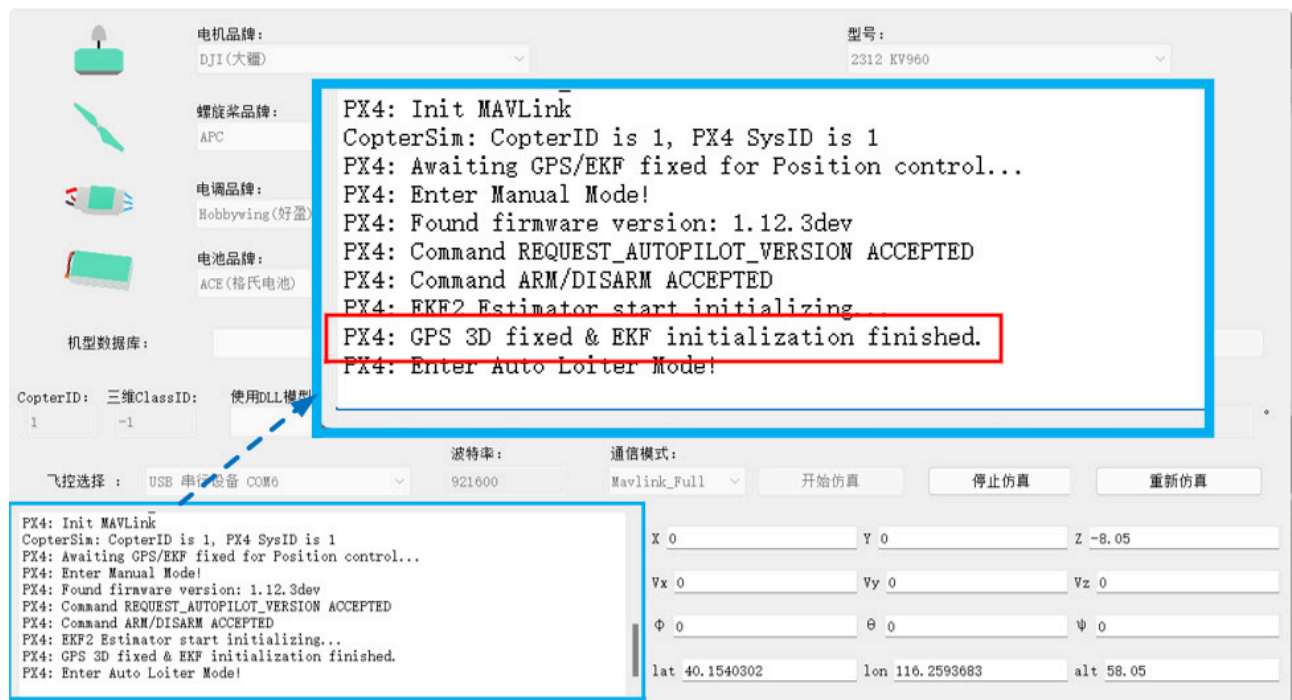 电机品牌：
型号：
DJI(大疆)
2312 KV960
螺旋桨品牌：
APC
电调品牌：
Hobbywing(好盈)
电池品牌：
ACE(格氏电池)
机型数据库：
PX4: Init MAVLink
CopterSim: CopterID is 1, PX4 SysID is 1
PX4: Awaiting GPS/EKF fixed for Position control...
PX4: Enter Manual Mode!
PX4: Found firmware version: 1.12.3dev
PX4: Command REQUEST_AUTOPILOT_VERSION ACCEPTED
PX4: Command ARM/DISARM ACCEPTED
PX4: EKF2 Estimator start initializing...
PX4: GPS 3D fixed & EKF initialization finished.
PX4: Enter Auto Loiter Mode!
CopterID： 三维ClassID： 使用DLL模型
1 -1 °
波特率： 通信模式：
飞控选择 ： USB 串行设备 COM6 921600 Mavlink_Full 开始仿真 停止仿真 重新仿真
PX4: Init MAVLink
CopterSim: CopterID is 1, PX4 SysID is 1
PX4: Awaiting GPS/EKF fixed for Position control...
PX4: Enter Manual Mode!
PX4: Found firmware version: 1.12.3dev
PX4: Command REQUEST_AUTOPILOT_VERSION ACCEPTED
PX4: Command ARM/DISARM ACCEPTED
PX4: EKF2 Estimator start initializing...
PX4: GPS 3D fixed & EKF initialization finished.
PX4: Enter Auto Loiter Mode!
X 0 Y 0 Z -8.05
Vx 0 Vy 0 Vz 0
Φ 0 θ 0 ψ 0
lat 40.1540302 lon 116.2593683 alt 58.05